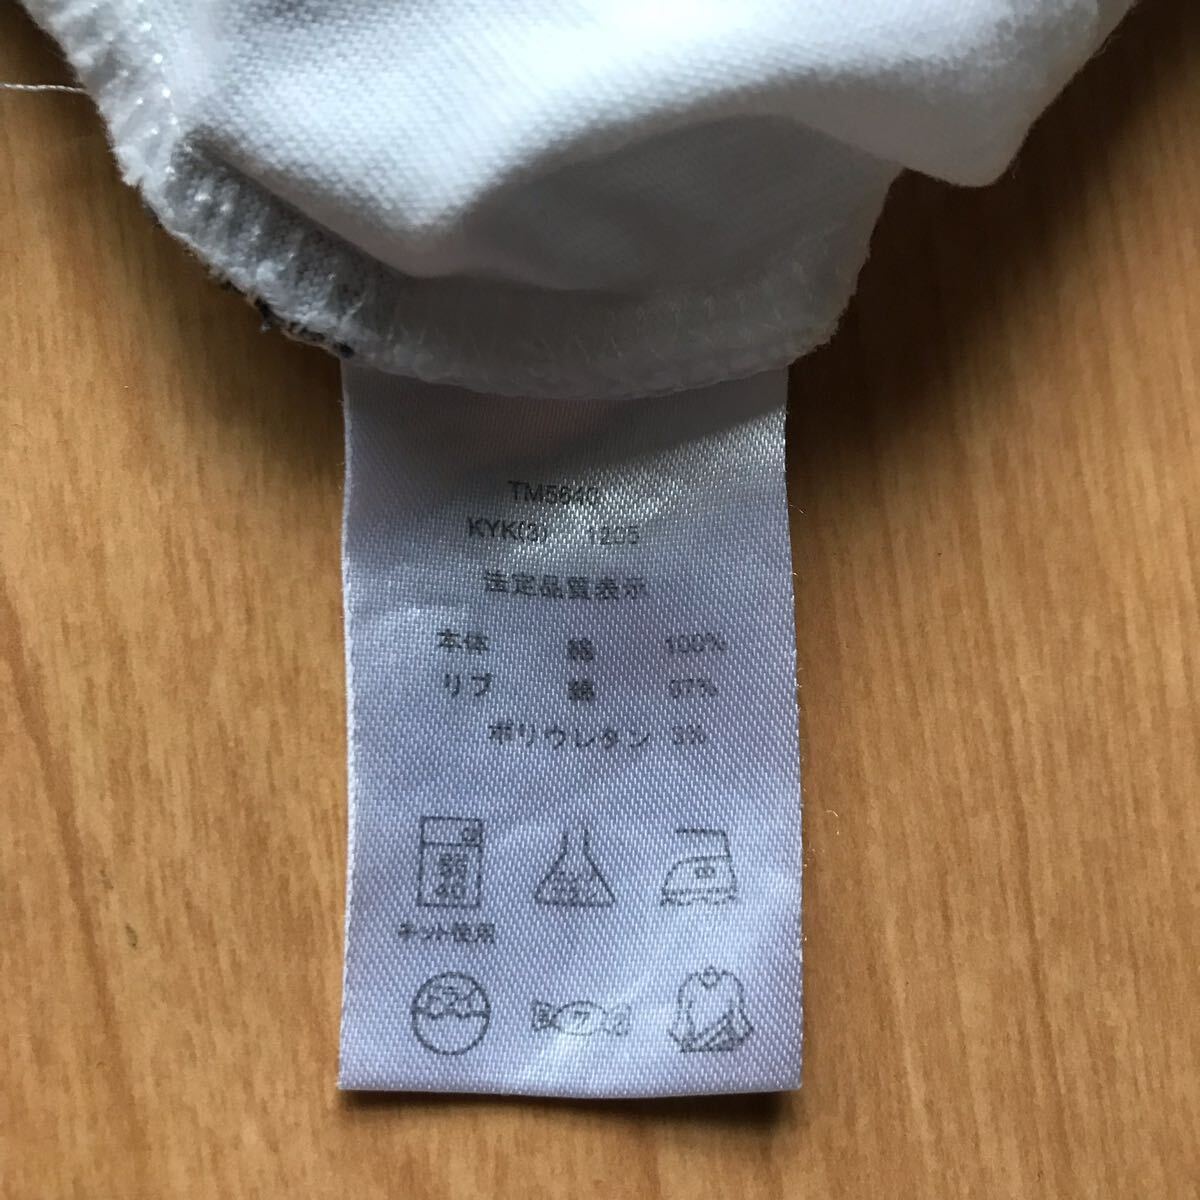 KYK(3) 1205
法定品質表示
本体 綿 100%
リブ 綿 97%
ポリウレタン 3%
40
ネット使用